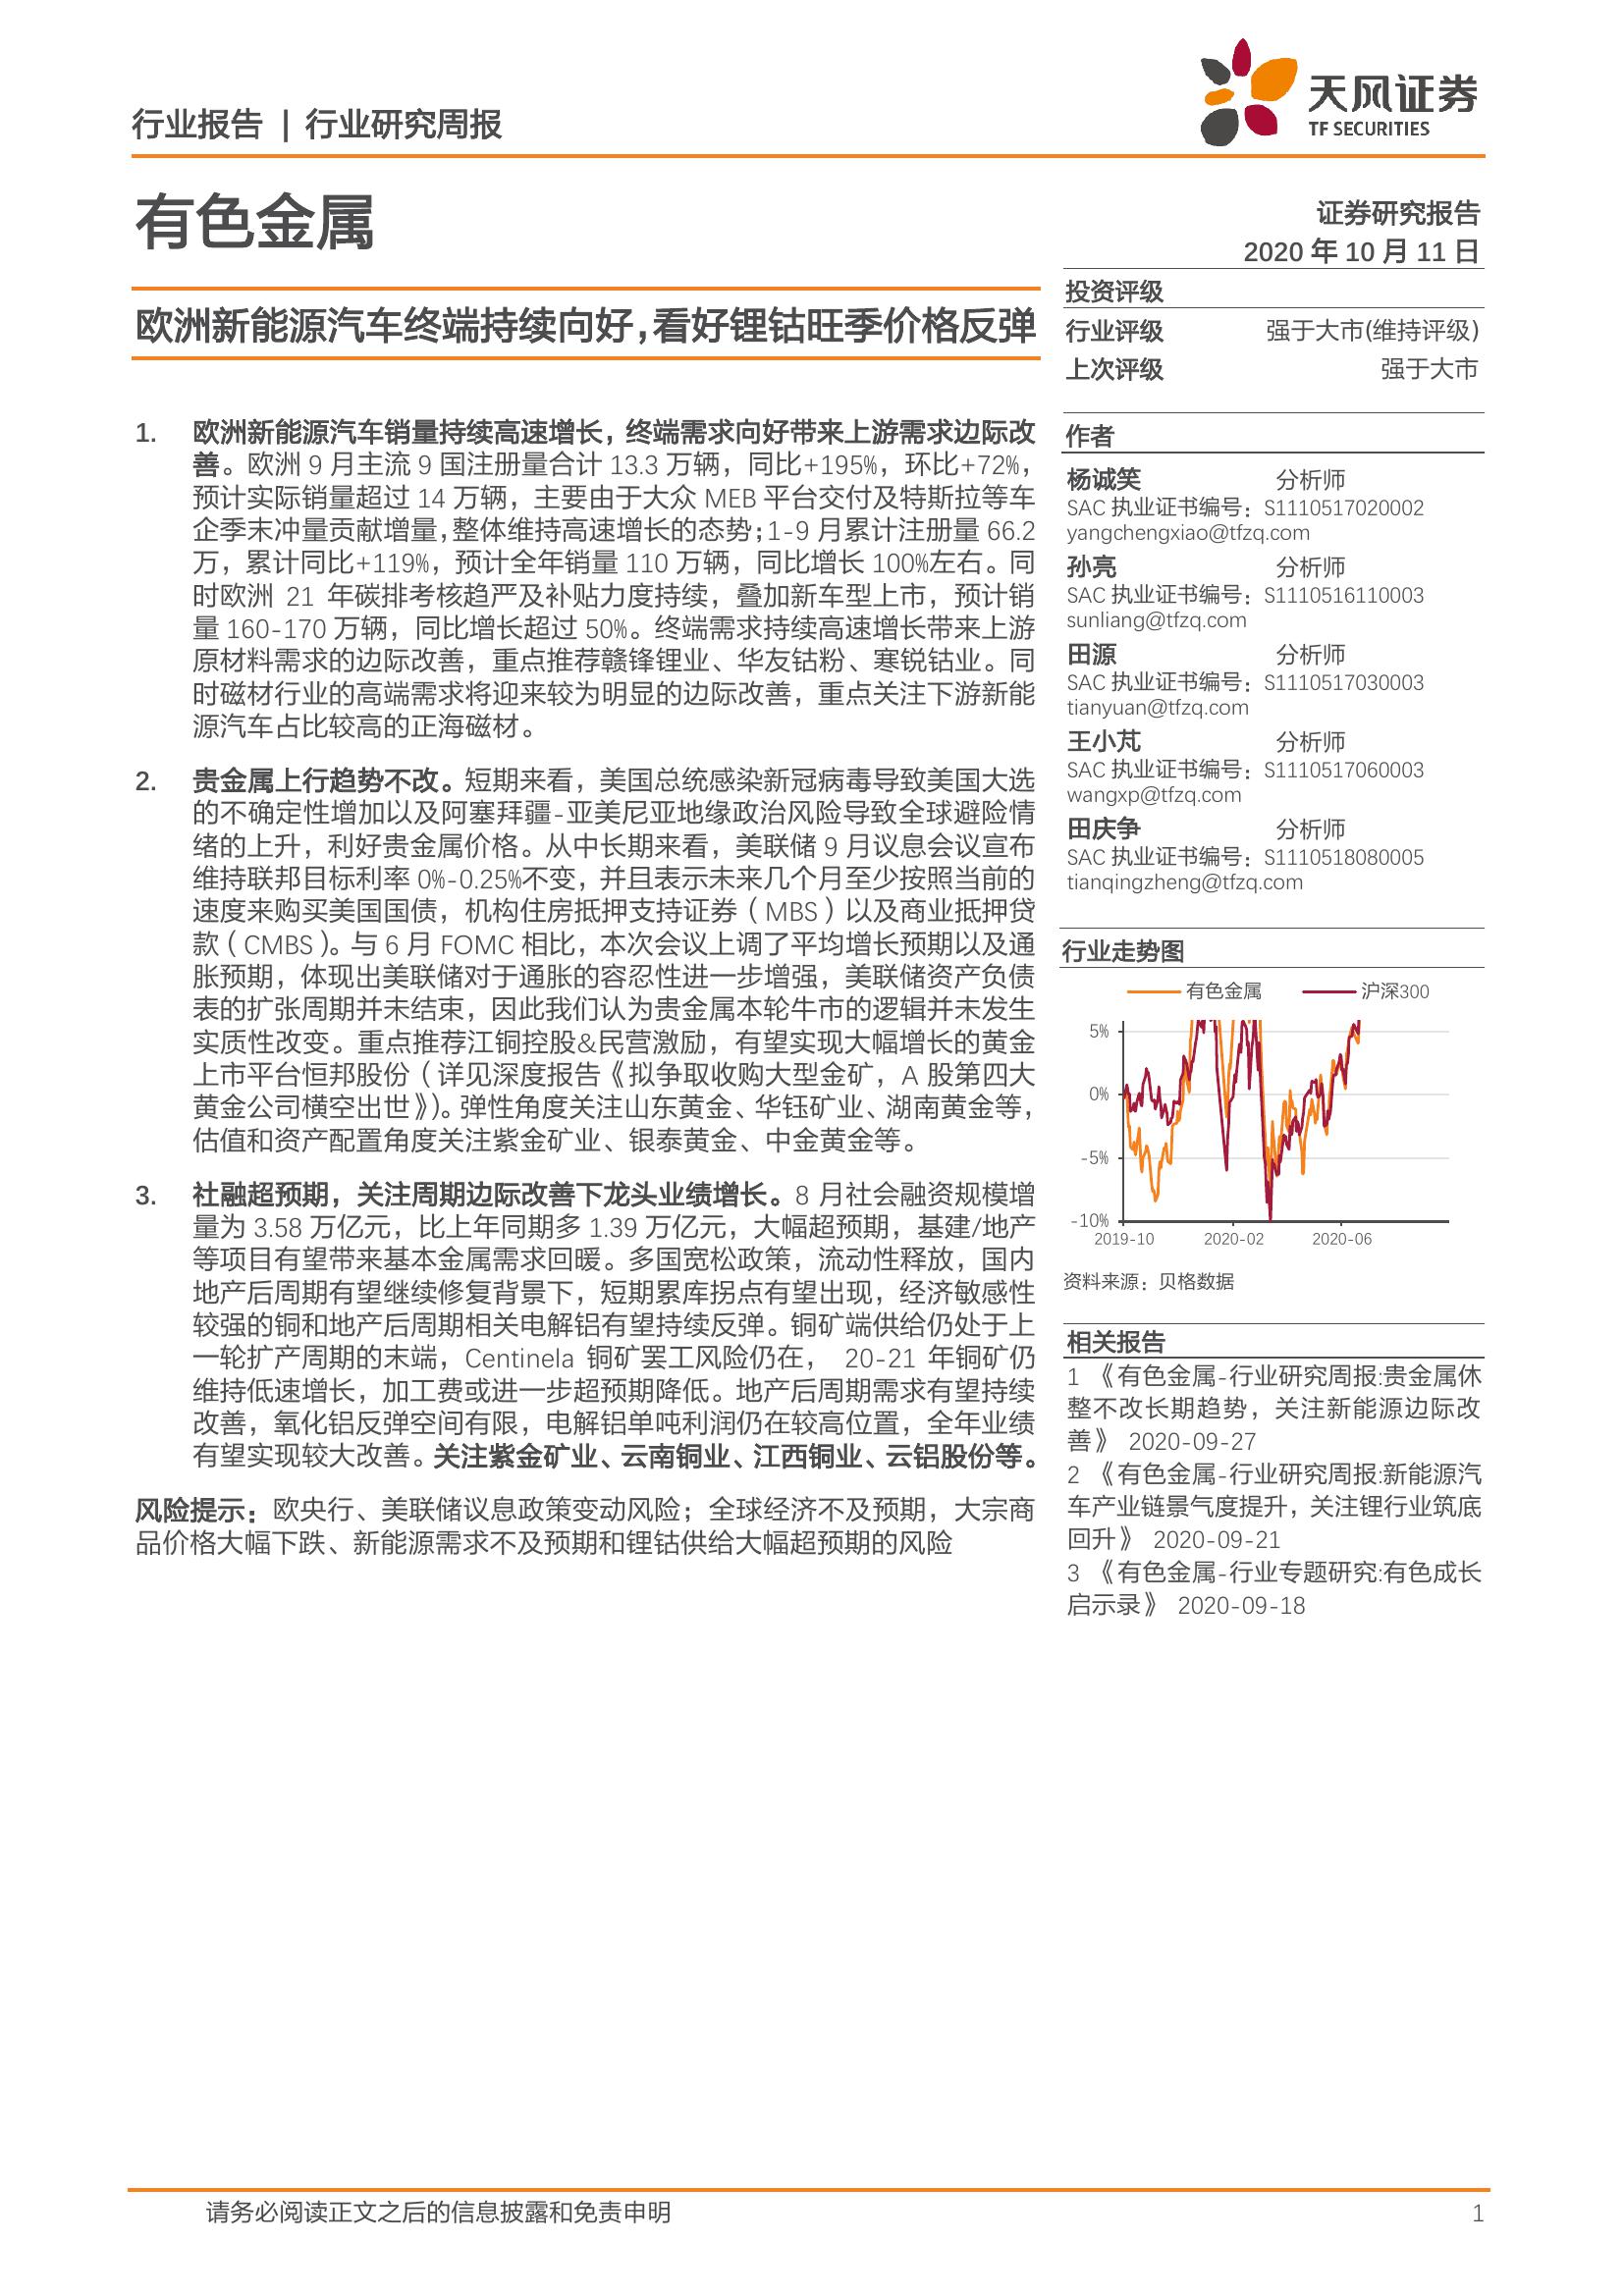 行业报告 | 行业研究周报
天风证券
TF SECURITIES
有色金属
证券研究报告
2020 年 10 月 11 日
欧洲新能源汽车终端持续向好,看好锂钴旺季价格反弹
投资评级
行业评级 强于大市(维持评级)
上次评级 强于大市
1. 欧洲新能源汽车销量持续高速增长，终端需求向好带来上游需求边际改
善。欧洲 9 月主流 9 国注册量合计 13.3 万辆，同比+195%，环比+72%，
预计实际销量超过 14 万辆，主要由于大众 MEB 平台交付及特斯拉等车
企季末冲量贡献增量，整体维持高速增长的态势；1-9 月累计注册量 66.2
万，累计同比+119%，预计全年销量 110 万辆，同比增长 100%左右。同
时欧洲 21 年碳排考核趋严及补贴力度持续，叠加新车型上市，预计销
量 160-170 万辆，同比增长超过 50%。终端需求持续高速增长带来上游
原材料需求的边际改善，重点推荐赣锋锂业、华友钴粉、寒锐钴业。同
时磁材行业的高端需求将迎来较为明显的边际改善，重点关注下游新能
源汽车占比较高的正海磁材。
2. 贵金属上行趋势不改。短期来看，美国总统感染新冠病毒导致美国大选
的不确定性增加以及阿塞拜疆-亚美尼亚地缘政治风险导致全球避险情
绪的上升，利好贵金属价格。从中长期来看，美联储 9 月议息会议宣布
维持联邦目标利率 0%-0.25%不变，并且表示未来几个月至少按照当前的
速度来购买美国国债，机构住房抵押支持证券（MBS）以及商业抵押贷
款（CMBS）。与 6 月 FOMC 相比，本次会议上调了平均增长预期以及通
胀预期，体现出美联储对于通胀的容忍性进一步增强，美联储资产负债
表的扩张周期并未结束，因此我们认为贵金属本轮牛市的逻辑并未发生
实质性改变。重点推荐江铜控股&民营激励，有望实现大幅增长的黄金
上市平台恒邦股份（详见深度报告《拟争取收购大型金矿，A 股第四大
黄金公司横空出世》）。弹性角度关注山东黄金、华钰矿业、湖南黄金等，
估值和资产配置角度关注紫金矿业、银泰黄金、中金黄金等。
3. 社融超预期，关注周期边际改善下龙头业绩增长。8 月社会融资规模增
量为 3.58 万亿元，比上年同期多 1.39 万亿元，大幅超预期，基建/地产
等项目有望带来基本金属需求回暖。多国宽松政策，流动性释放，国内
地产后周期有望继续修复背景下，短期累库拐点有望出现，经济敏感性
较强的铜和地产后周期相关电解铝有望持续反弹。铜矿端供给仍处于上
一轮扩产周期的末端，Centinela 铜矿罢工风险仍在， 20-21 年铜矿仍
维持低速增长，加工费或进一步超预期降低。地产后周期需求有望持续
改善，氧化铝反弹空间有限，电解铝单吨利润仍在较高位置，全年业绩
有望实现较大改善。关注紫金矿业、云南铜业、江西铜业、云铝股份等。
风险提示：欧央行、美联储议息政策变动风险；全球经济不及预期，大宗商
品价格大幅下跌、新能源需求不及预期和锂钴供给大幅超预期的风险
作者
杨诚笑 分析师
SAC 执业证书编号：S1110517020002
yangchengxiao@tfzq.com
孙亮 分析师
SAC 执业证书编号：S1110516110003
sunliang@tfzq.com
田源 分析师
SAC 执业证书编号：S1110517030003
tianyuan@tfzq.com
王小芃 分析师
SAC 执业证书编号：S1110517060003
wangxp@tfzq.com
田庆争 分析师
SAC 执业证书编号：S1110518080005
tianqingzheng@tfzq.com
行业走势图
有色金属 沪深300
5%
0%
-5%
-10%
2019-10 2020-02 2020-06
资料来源：贝格数据
相关报告
1 《有色金属-行业研究周报:贵金属休
整不改长期趋势，关注新能源边际改
善》 2020-09-27
2 《有色金属-行业研究周报:新能源汽
车产业链景气度提升，关注锂行业筑底
回升》 2020-09-21
3 《有色金属-行业专题研究:有色成长
启示录》 2020-09-18
请务必阅读正文之后的信息披露和免责申明 1